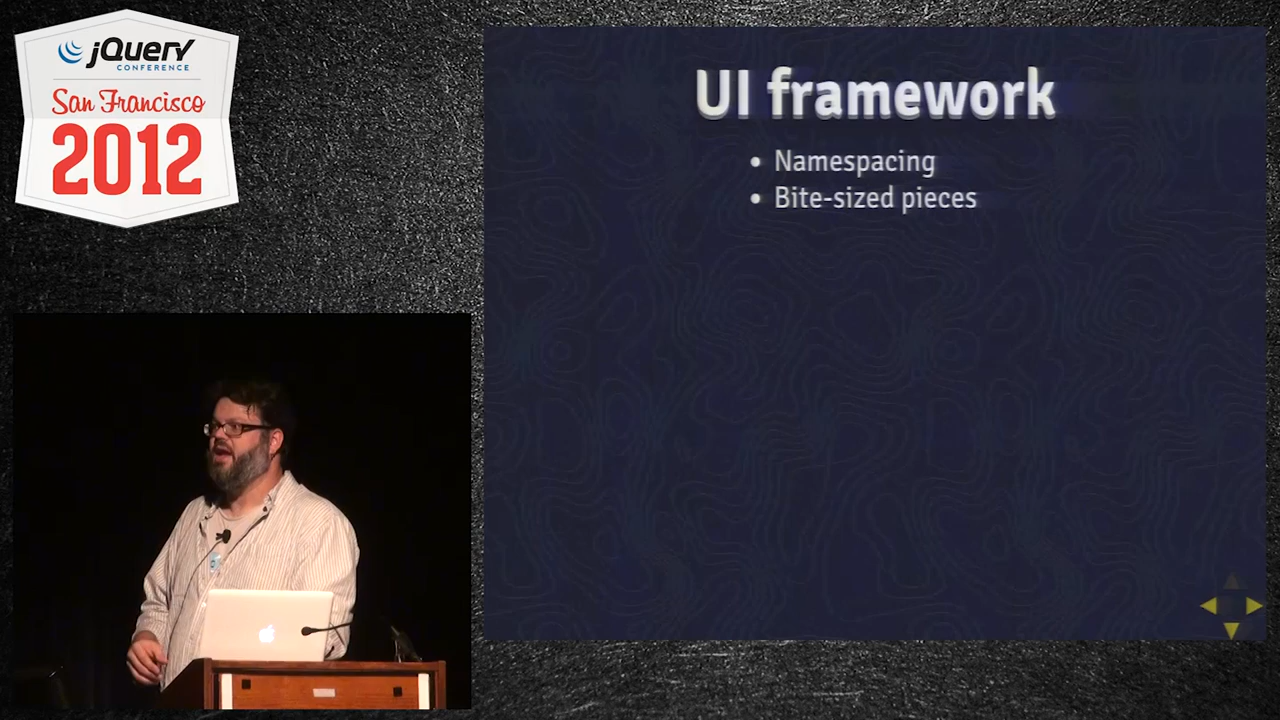 jQuery
CONFERENCE
San Francisco
2012
UI framework
• Namespacing
• Bite-sized pieces